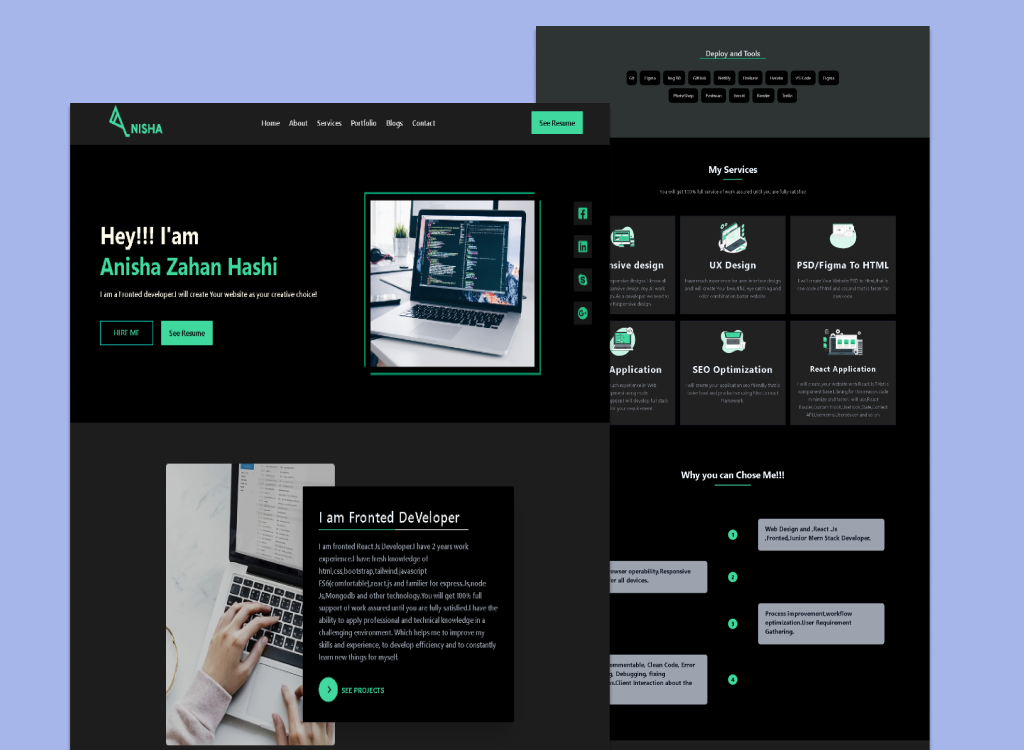 NISHA
Home About Services Portfolio Blogs Contact
See Resume
Hey!!! I'am
Anisha Zahan Hashi
I am a Fronted developer.I will create Your website as your creative choice!
HIRE ME
See Resume
I am Fronted DeVeloper
I am fronted React Js Developer.I have 2 years work
experience.I have fresh knowledge of
html,css,bootstrap,tailwind,javascript
ES6(comfortable),react.js and familier for express.Js,node
Js,Mongodb and other technology.You will get 100% full
support of work assured until you are fully satisfied.I have the
ability to apply professional and technical knowledge in a
challenging environment. Which helps me to improve my
skills and experience, to develop efficiency and to constantly
learn new things for myself.
SEE PROJECTS
Deploy and Tools
Git Figma Img BB GitHub Netlify Firebase Heroku VS Code Figma
PhotoShop Postman Vercel Render Trello
My Services
You will get 100% full service of work assured until you are fully satisfied
nsive design
UX Design
PSD/Figma To HTML
Application
SEO Optimization
React Application
Why you can Chose Me!!!
1
Web Design and ,React .Js
,Fronted,Junior Mern Stack Developer.
owser operability,Responsive
for all devices.
2
3
Process improvement,workflow
optimization.User Requirement
Gathering.
ommentable, Clean Code, Error
g, Debugging, fixing
s.Client Interaction about the
4